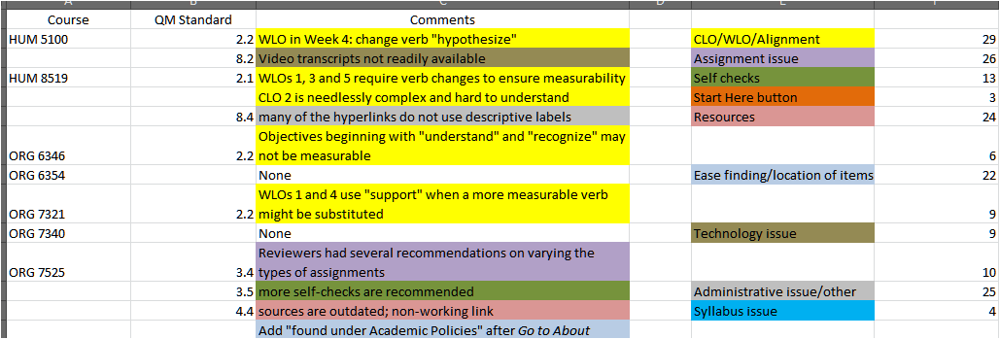 Course QM Standard Comments
HUM 5100 2.2 WLO in Week 4: change verb "hypothesize" CLO/WLO/Alignment 29
8.2 Video transcripts not readily available Assignment issue 26
HUM 8519 2.1 WLOs 1, 3 and 5 require verb changes to ensure measurability Self checks 13
CLO 2 is needlessly complex and hard to understand Start Here button 3
8.4 many of the hyperlinks do not use descriptive labels Resources 24
Objectives beginning with "understand" and "recognize" may
ORG 6346 2.2 not be measurable 6
ORG 6354 None Ease finding/location of items 22
WLOs 1 and 4 use "support" when a more measurable verb
ORG 7321 2.2 might be substituted 9
ORG 7340 None Technology issue 9
Reviewers had several recommendations on varying the
ORG 7525 3.4 types of assignments 10
3.5 more self-checks are recommended Administrative issue/other 25
4.4 sources are outdated; non-working link Syllabus issue 4
Add "found under Academic Policies" after Go to About